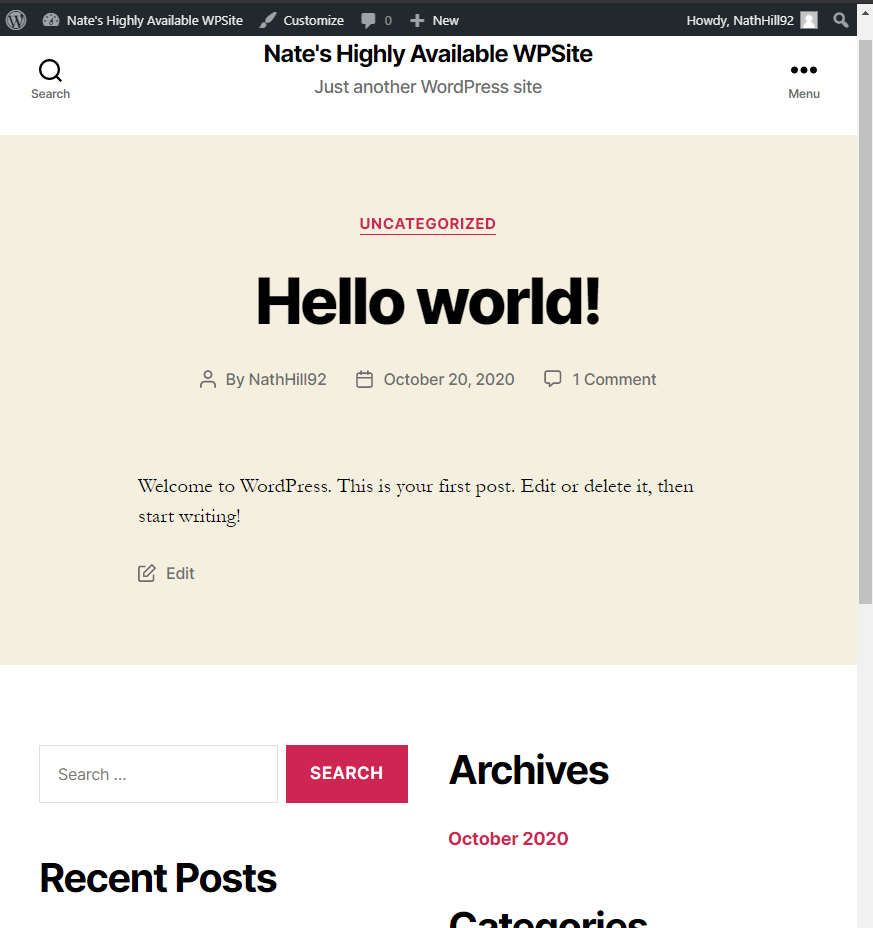 Nate's Highly Available WPSite Customize 0 New Howdy, NathHill92
Nate's Highly Available WPSite
Just another WordPress site
Search
Menu
UNCATEGORIZED
Hello world!
By NathHill92 October 20, 2020 1 Comment
Welcome to WordPress. This is your first post. Edit or delete it, then
start writing!
Edit
Search …
SEARCH
Archives
October 2020
Recent Posts
Categories